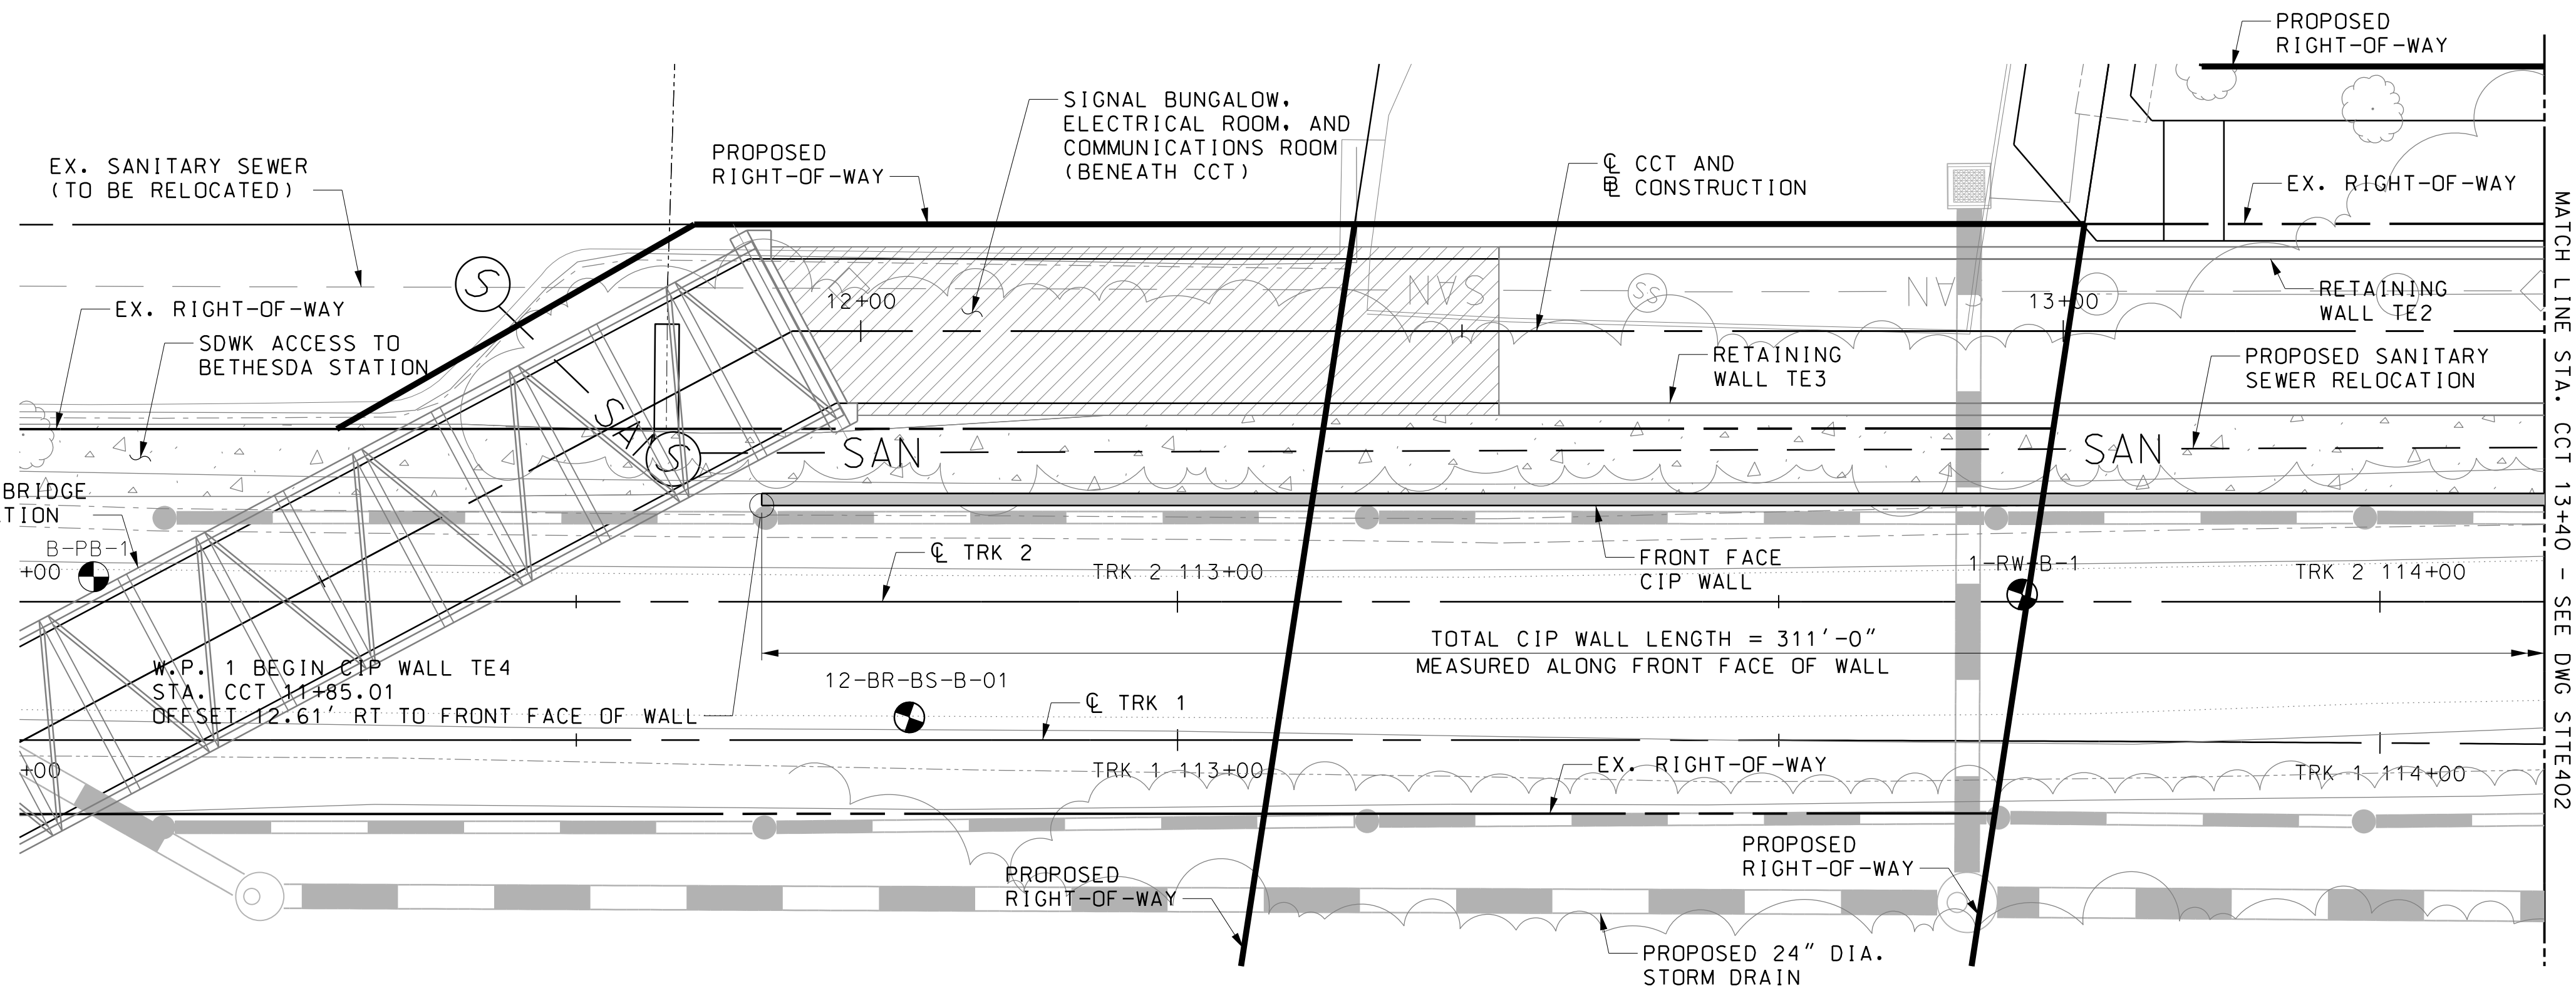 PROPOSED
RIGHT-OF-WAY
SIGNAL BUNGALOW,
ELECTRICAL ROOM, AND
COMMUNICATIONS ROOM
(BENEATH CCT)
PROPOSED
RIGHT-OF-WAY
EX. SANITARY SEWER
(TO BE RELOCATED)
℄ CCT AND
BL CONSTRUCTION
EX. RIGHT-OF-WAY
MATCH LINE STA. CCT 13+40 - SEE DWG STTE402
S
SAN
SS
SAN
12+00
13+00
RETAINING
WALL TE2
EX. RIGHT-OF-WAY
SDWK ACCESS TO
BETHESDA STATION
RETAINING
WALL TE3
PROPOSED SANITARY
SEWER RELOCATION
SAN
S
SAN
SAN
BRIDGE
TION
B-PB-1
+00
℄ TRK 2
TRK 2 113+00
FRONT FACE
CIP WALL
1-RW-B-1
TRK 2 114+00
TOTAL CIP WALL LENGTH = 311'-0"
MEASURED ALONG FRONT FACE OF WALL
W.P. 1 BEGIN CIP WALL TE4
STA. CCT 11+85.01
OFFSET 12.61' RT TO FRONT FACE OF WALL
12-BR-BS-B-01
℄ TRK 1
+00
TRK 1 113+00
EX. RIGHT-OF-WAY
TRK 1 114+00
PROPOSED
RIGHT-OF-WAY
PROPOSED
RIGHT-OF-WAY
PROPOSED 24" DIA.
STORM DRAIN